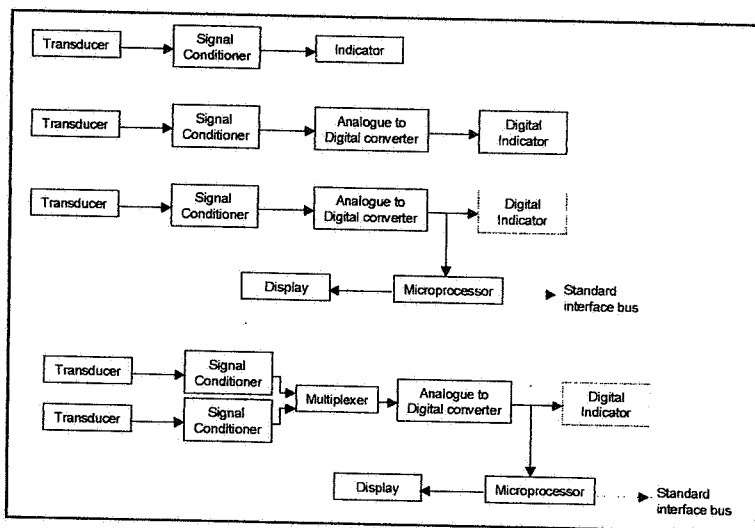 Transducer
Signal
Conditioner
Indicator
Transducer
Signal
Conditioner
Analogue to
Digital converter
Digital
Indicator
Transducer
Signal
Conditioner
Analogue to
Digital converter
Digital
Indicator
Display
Microprocessor
Standard
interface bus
Transducer
Signal
Conditioner
Transducer
Signal
Conditioner
Multiplexer
Analogue to
Digital converter
Digital
Indicator
Display
Microprocessor
Standard
interface bus